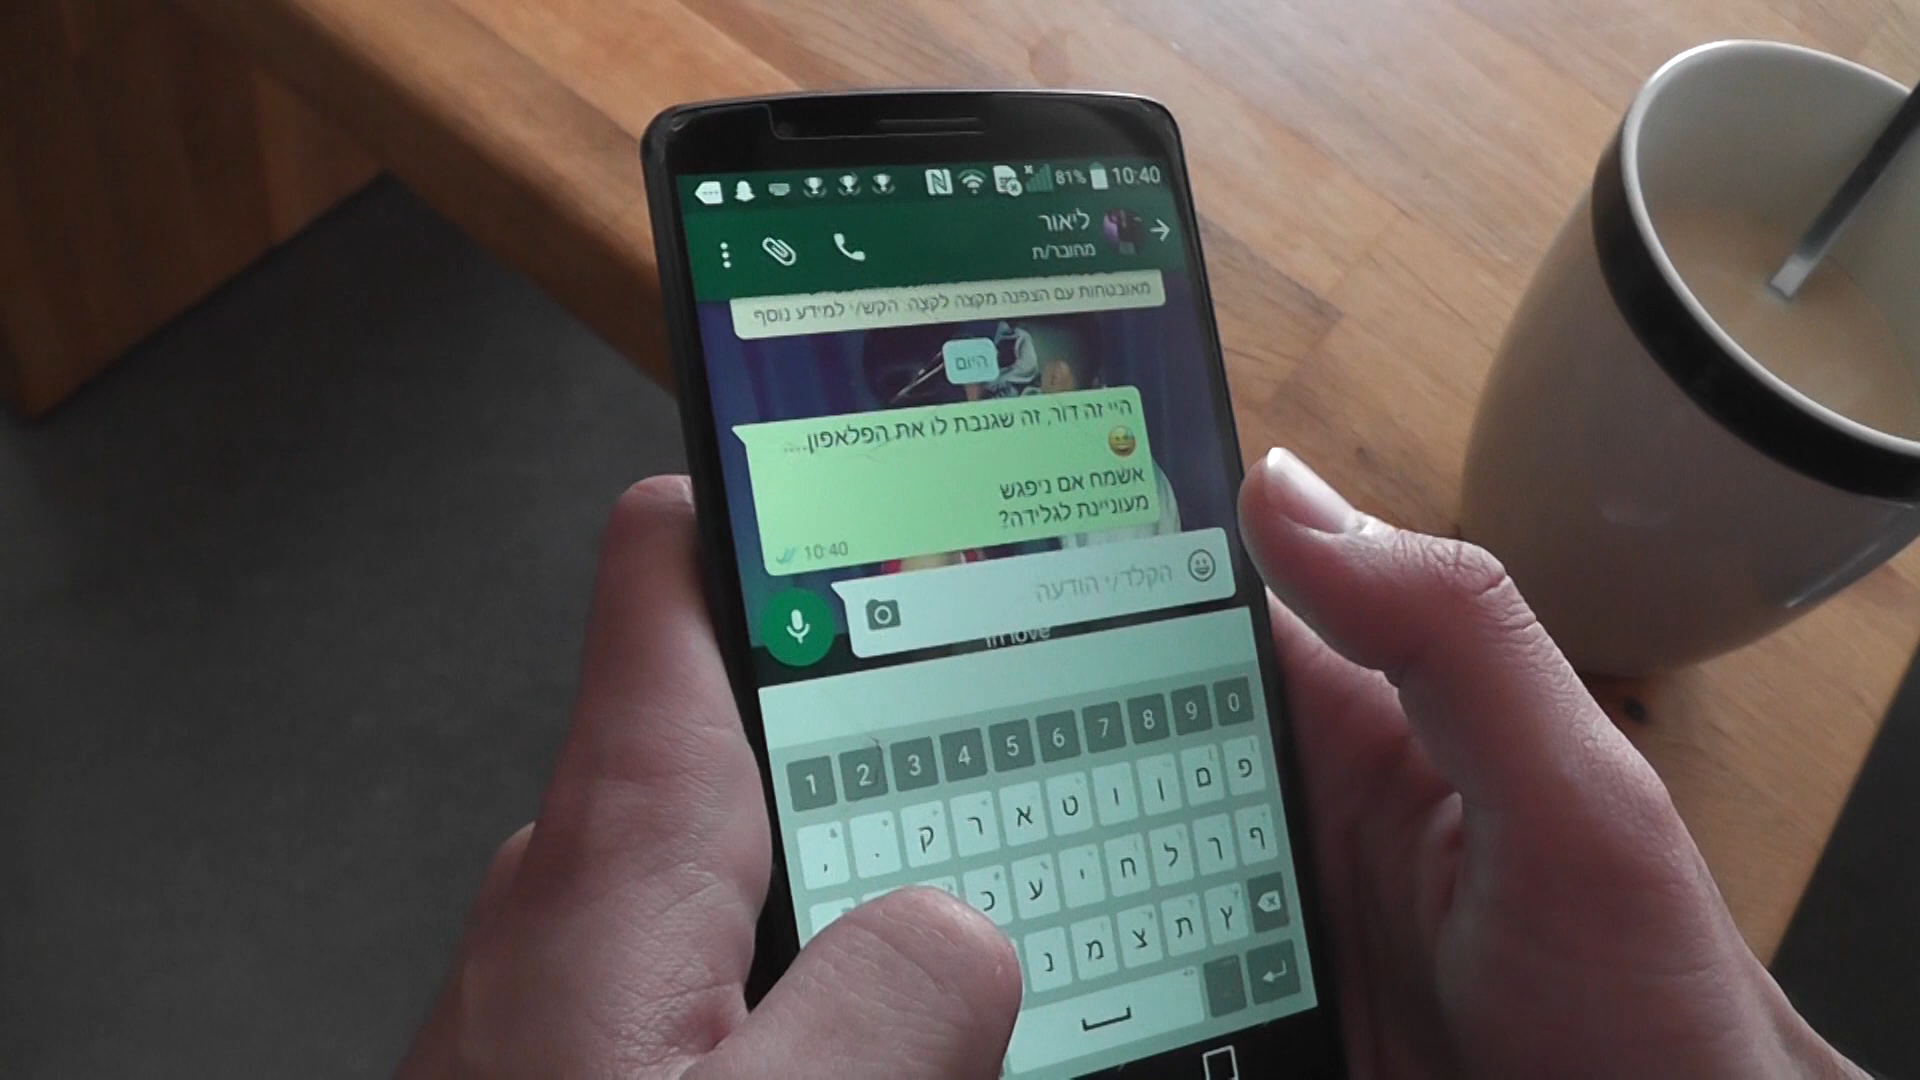 81% 10:40
ליאור
מחובר/ת
מאובטחות עם הצפנה מקצה לקצה. הקש/י למידע נוסף
היום
היי זה דור, זה שגנבת לו את הפלאפון....
😅
אשמח אם ניפגש
מעוניינת לגלידה?
10:40
הקלד/י הודעה
in love
1 2 3 4 5 6 7 8 9 0
, . ק ר א ט ו ן ם פ
כ ע י ח ל ך ף
נ מ צ ת ץ